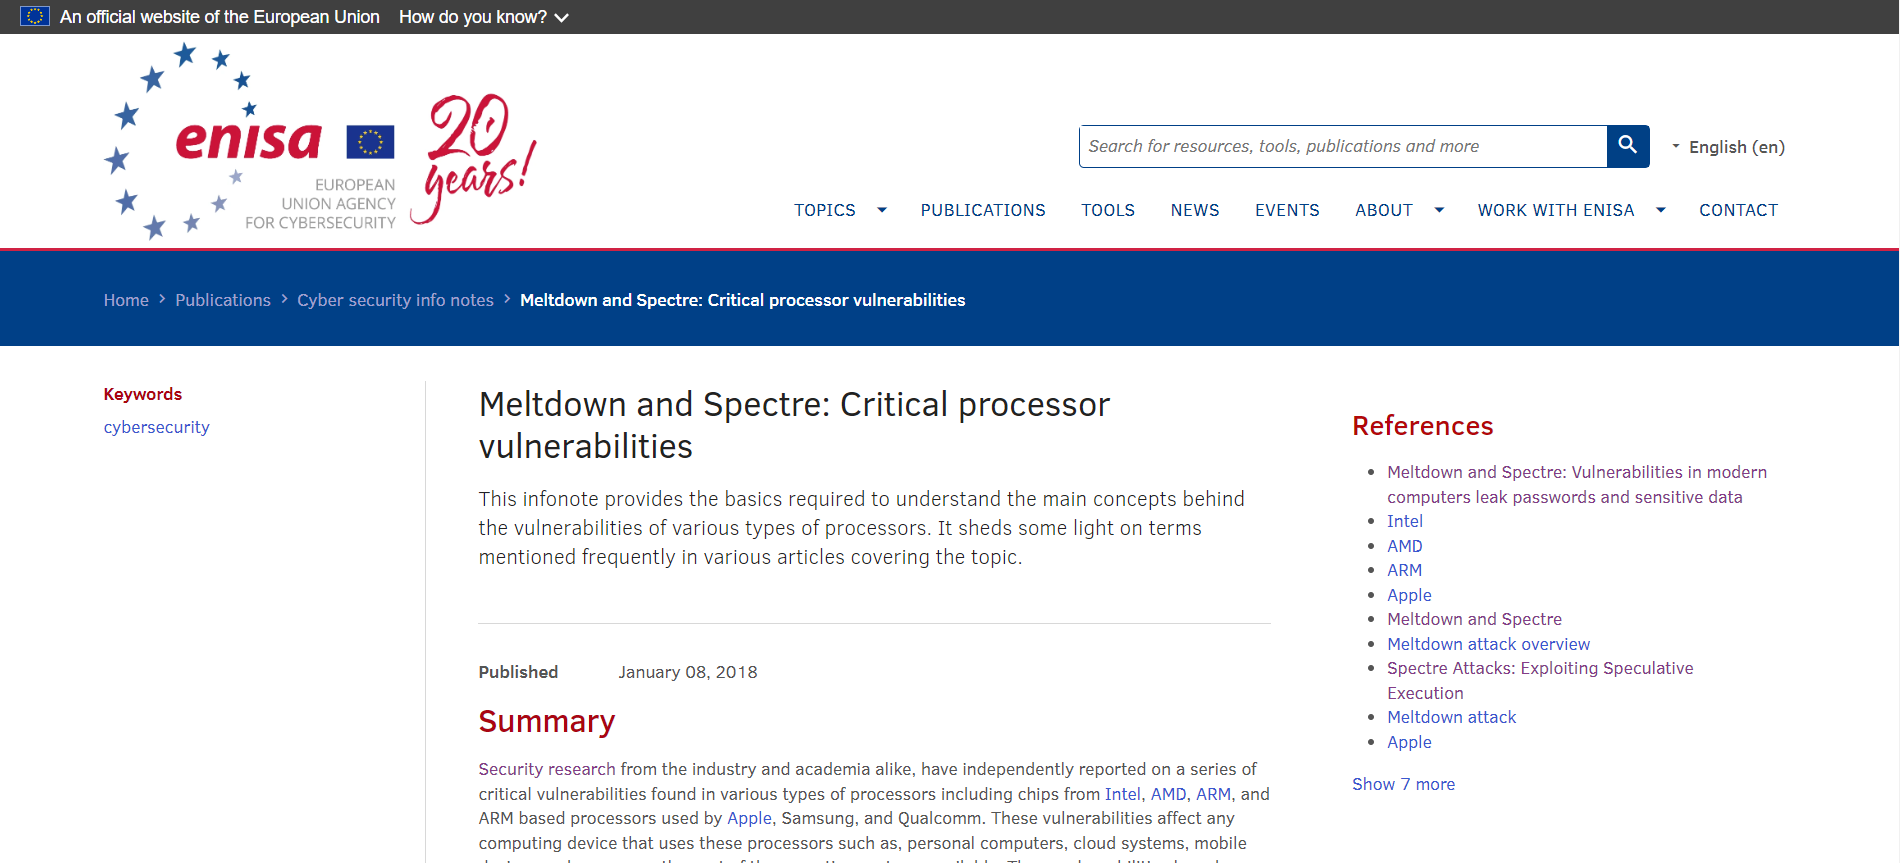 An official website of the European Union How do you know?
enisa
20 years!
EUROPEAN
UNION AGENCY
FOR CYBERSECURITY
Search for resources, tools, publications and more
English (en)
TOPICS PUBLICATIONS TOOLS NEWS EVENTS ABOUT WORK WITH ENISA CONTACT
Home > Publications > Cyber security info notes > Meltdown and Spectre: Critical processor vulnerabilities
Keywords
cybersecurity
Meltdown and Spectre: Critical processor
vulnerabilities
This infonote provides the basics required to understand the main concepts behind
the vulnerabilities of various types of processors. It sheds some light on terms
mentioned frequently in various articles covering the topic.
Published January 08, 2018
Summary
Security research from the industry and academia alike, have independently reported on a series of
critical vulnerabilities found in various types of processors including chips from Intel, AMD, ARM, and
ARM based processors used by Apple, Samsung, and Qualcomm. These vulnerabilities affect any
computing device that uses these processors such as, personal computers, cloud systems, mobile
References
Meltdown and Spectre: Vulnerabilities in modern
computers leak passwords and sensitive data
Intel
AMD
ARM
Apple
Meltdown and Spectre
Meltdown attack overview
Spectre Attacks: Exploiting Speculative
Execution
Meltdown attack
Apple
Show 7 more